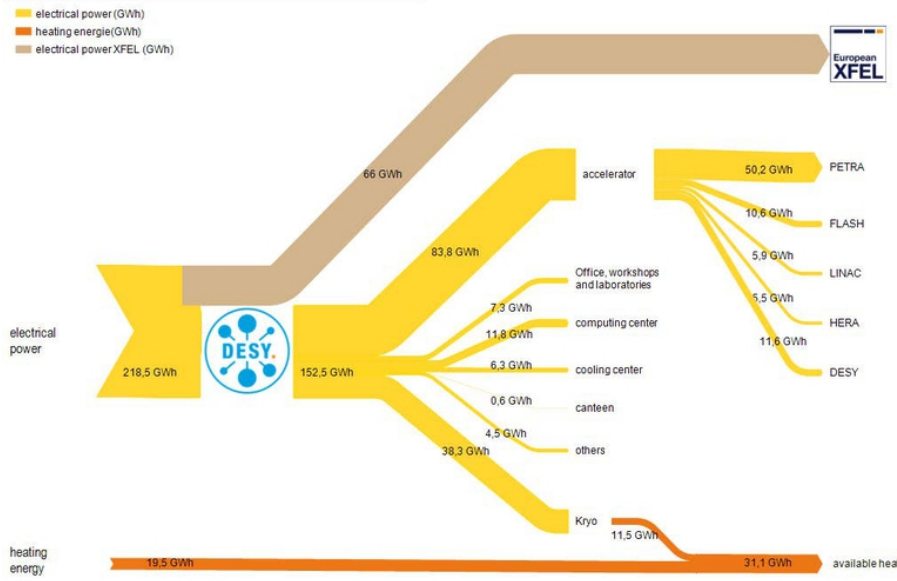 electrical power (GWh)
heating energie(GWh)
electrical power XFEL (GWh)
European
XFEL
66 GWh
accelerator
50,2 GWh
PETRA
10,6 GWh
FLASH
83,8 GWh
5,9 GWh
LINAC
Office, workshops
and laboratories
7,3 GWh
5,5 GWh
HERA
11,8 GWh
computing center
electrical
power
DESY.
11,6 GWh
218,5 GWh
152,5 GWh
6,3 GWh
cooling center
DESY
0,6 GWh
canteen
4,5 GWh
others
38,3 GWh
Kryo
11,5 GWh
heating
energy
19,5 GWh
31,1 GWh
available hea